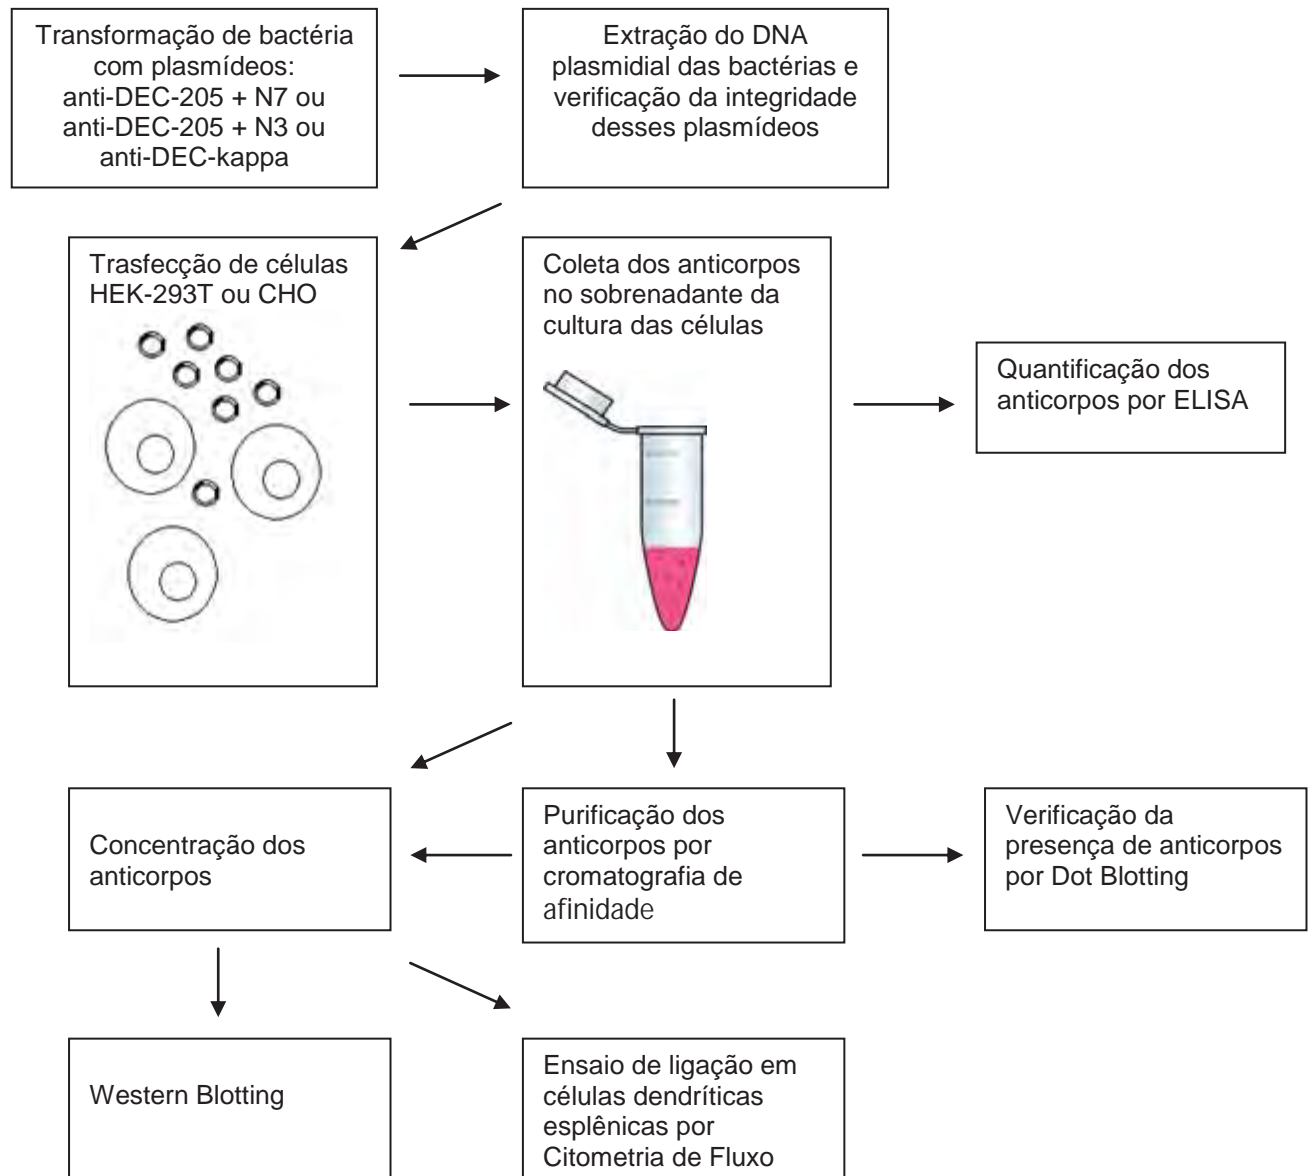 Transformação de bactéria
com plasmídeos:
anti-DEC-205 + N7 ou
anti-DEC-205 + N3 ou
anti-DEC-kappa
Extração do DNA
plasmidial das bactérias e
verificação da integridade
desses plasmídeos
Trasfecção de células
HEK-293T ou CHO
Coleta dos anticorpos
no sobrenadante da
cultura das células
Quantificação dos
anticorpos por ELISA
Concentração dos
anticorpos
Purificação dos
anticorpos por
cromatografia de
afinidade
Verificação da
presença de anticorpos
por Dot Blotting
Western Blotting
Ensaio de ligação em
células dendríticas
esplênicas por
Citometria de Fluxo